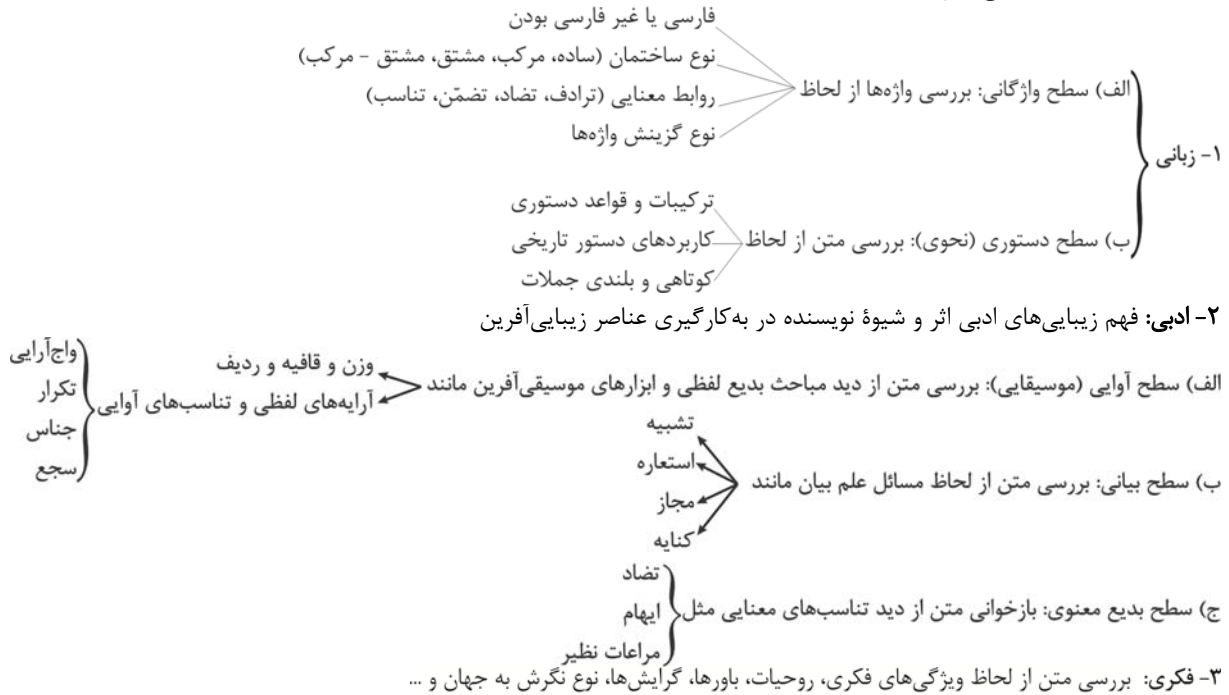 فارسی یا غیر فارسی بودن
نوع ساختمان (ساده، مرکب، مشتق، مشتق - مرکب)
الف) سطح واژگانی: بررسی واژه‌ها از لحاظ
روابط معنایی (ترادف، تضاد، تضمّن، تناسب)
نوع گزینش واژه‌ها
۱- زبانی
ترکیبات و قواعد دستوری
ب) سطح دستوری (نحوی): بررسی متن از لحاظ
کاربردهای دستور تاریخی
کوتاهی و بلندی جملات
۲- ادبی: فهم زیبایی‌های ادبی اثر و شیوهٔ نویسنده در به‌کارگیری عناصر زیبایی‌آفرین
الف) سطح آوایی (موسیقایی): بررسی متن از دید مباحث بدیع لفظی و ابزارهای موسیقی‌آفرین مانند
وزن و قافیه و ردیف
آرایه‌های لفظی و تناسب‌های آوایی
واج‌آرایی
تکرار
جناس
سجع
ب) سطح بیانی: بررسی متن از لحاظ مسائل علم بیان مانند
تشبیه
استعاره
مجاز
کنایه
ج) سطح بدیع معنوی: بازخوانی متن از دید تناسب‌های معنایی مثل
تضاد
ایهام
مراعات نظیر
۳- فکری: بررسی متن از لحاظ ویژگی‌های فکری، روحیات، باورها، گرایش‌ها، نوع نگرش به جهان و ...